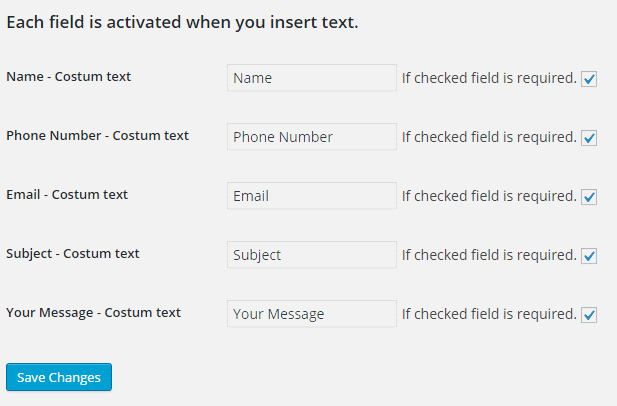 Each field is activated when you insert text.
Name - Costum text Name If checked field is required.
Phone Number - Costum text Phone Number If checked field is required.
Email - Costum text Email If checked field is required.
Subject - Costum text Subject If checked field is required.
Your Message - Costum text Your Message If checked field is required.
Save Changes